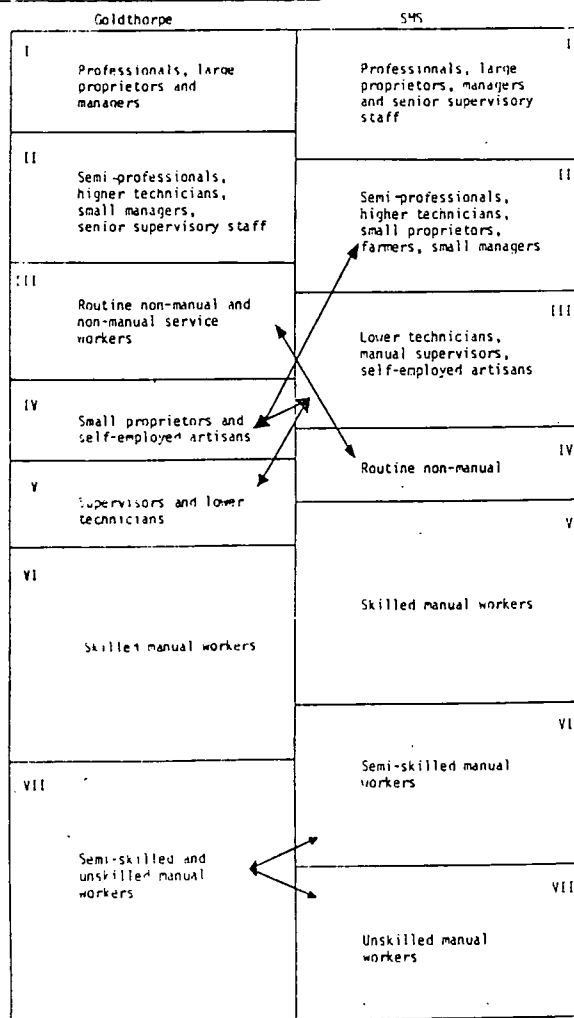 Goldthorpe
I
Professionals, large
proprietors and
managers
II
Semi-professionals,
higher technicians,
small managers,
senior supervisory staff
III
Routine non-manual and
non-manual service
workers
IV
Small proprietors and
self-employed artisans
V
Supervisors and lower
technicians
VI
Skilled manual workers
VII
Semi-skilled and
unskilled manual
workers
SMS
I
Professionals, large
proprietors, managers
and senior supervisory
staff
II
Semi-professionals,
higher technicians,
small proprietors,
farmers, small managers
III
Lower technicians,
manual supervisors,
self-employed artisans
IV
Routine non-manual
V
Skilled manual workers
VI
Semi-skilled manual
workers
VII
Unskilled manual
workers